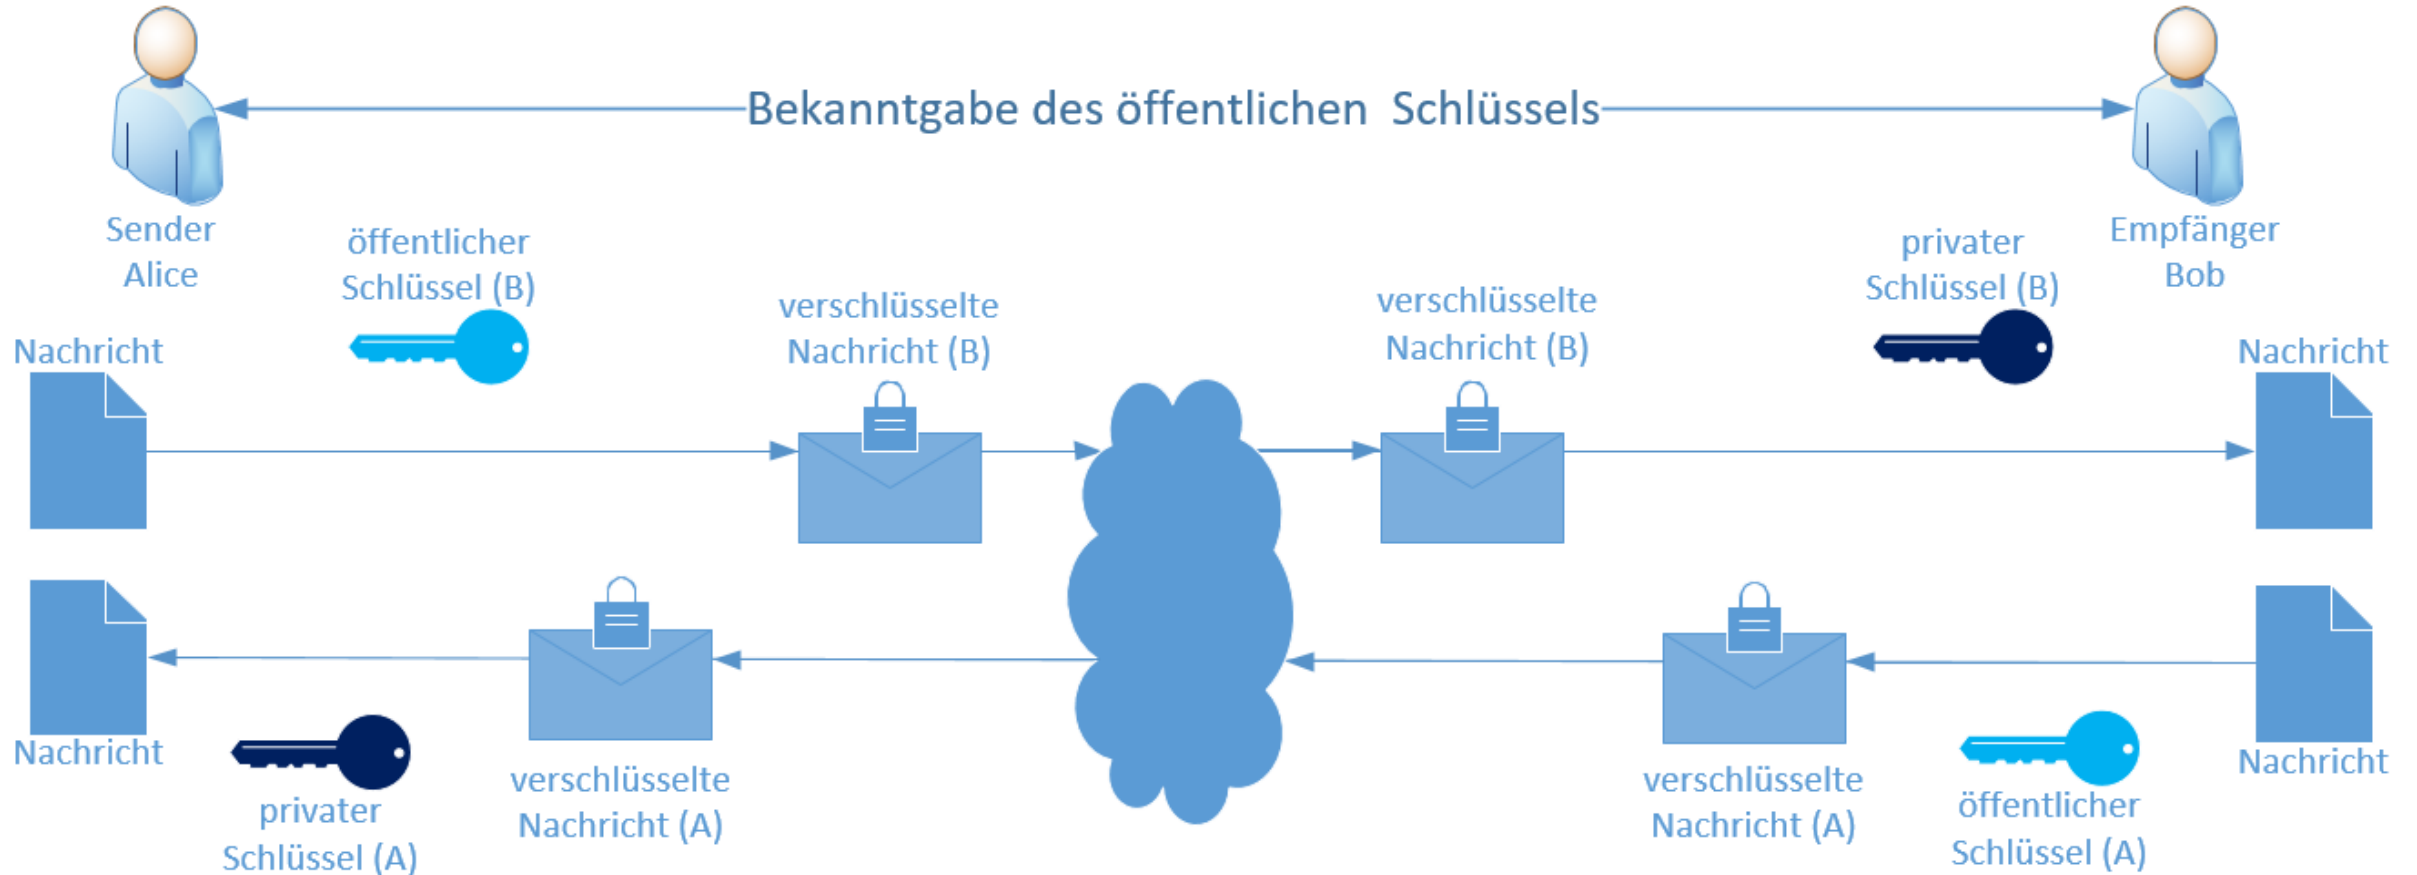 Bekanntgabe des öffentlichen Schlüssels
Sender
Alice
Empfänger
Bob
öffentlicher
Schlüssel (B)
privater
Schlüssel (B)
verschlüsselte
Nachricht (B)
verschlüsselte
Nachricht (B)
Nachricht
Nachricht
Nachricht
Nachricht
privater
Schlüssel (A)
verschlüsselte
Nachricht (A)
verschlüsselte
Nachricht (A)
öffentlicher
Schlüssel (A)